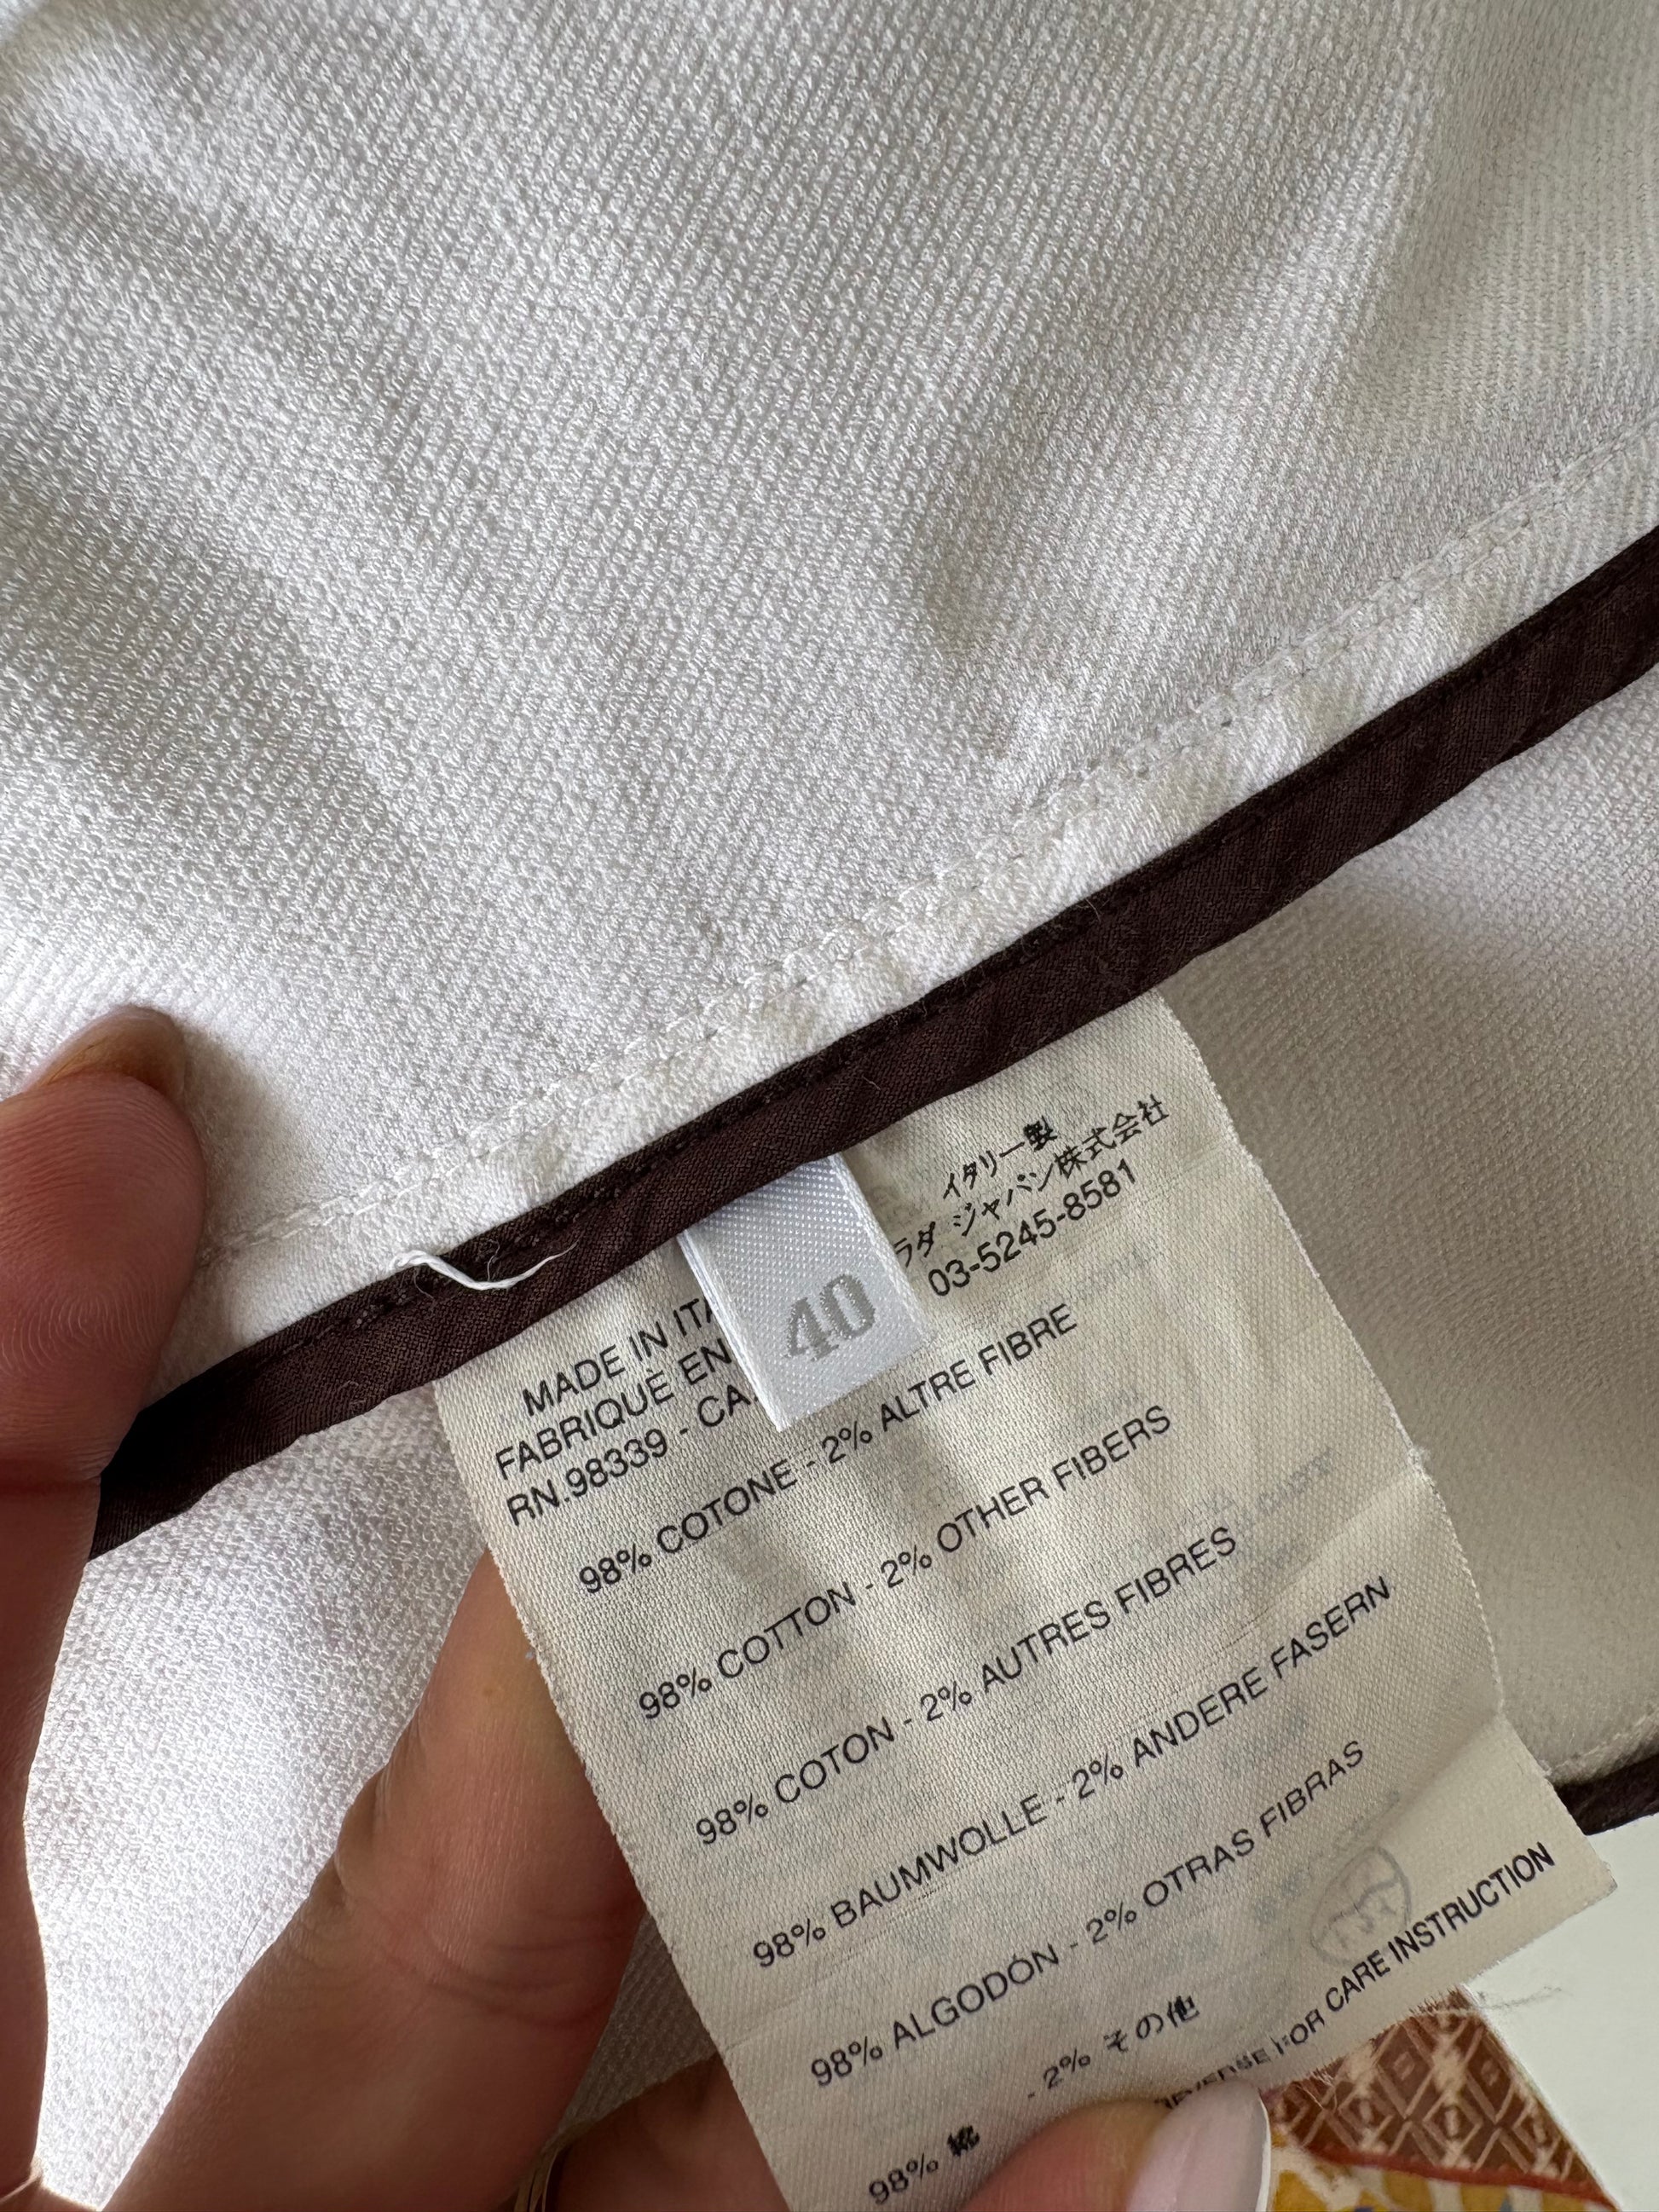 イタリー製
ラダ ジャパン株式会社
03-5245-8581
40
MADE IN ITA
FABRIQUÉ EN
RN.98339 - CA.
98% COTONE - 2% ALTRE FIBRE
98% COTTON - 2% OTHER FIBERS
98% COTON - 2% AUTRES FIBRES
98% BAUMWOLLE - 2% ANDERE FASERN
98% ALGODÓN - 2% OTRAS FIBRAS
98% 綿 - 2% その他
REVERSE FOR CARE INSTRUCTION